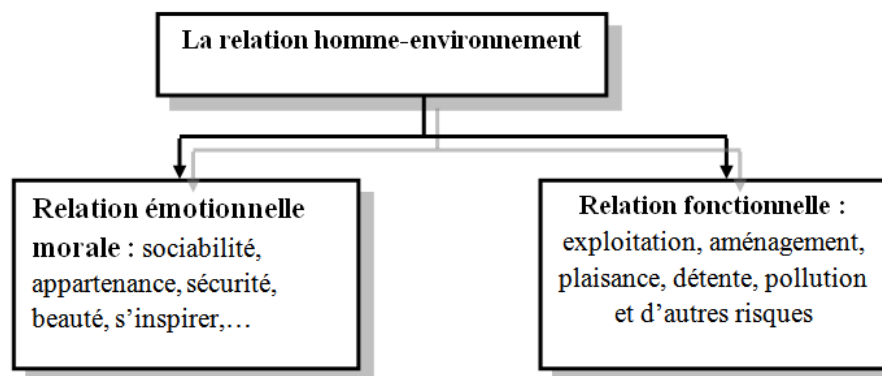 La relation homme-environnement
Relation émotionnelle
morale : sociabilité,
appartenance, sécurité,
beauté, s’inspirer,…
Relation fonctionnelle :
exploitation, aménagement,
plaisance, détente, pollution
et d’autres risques